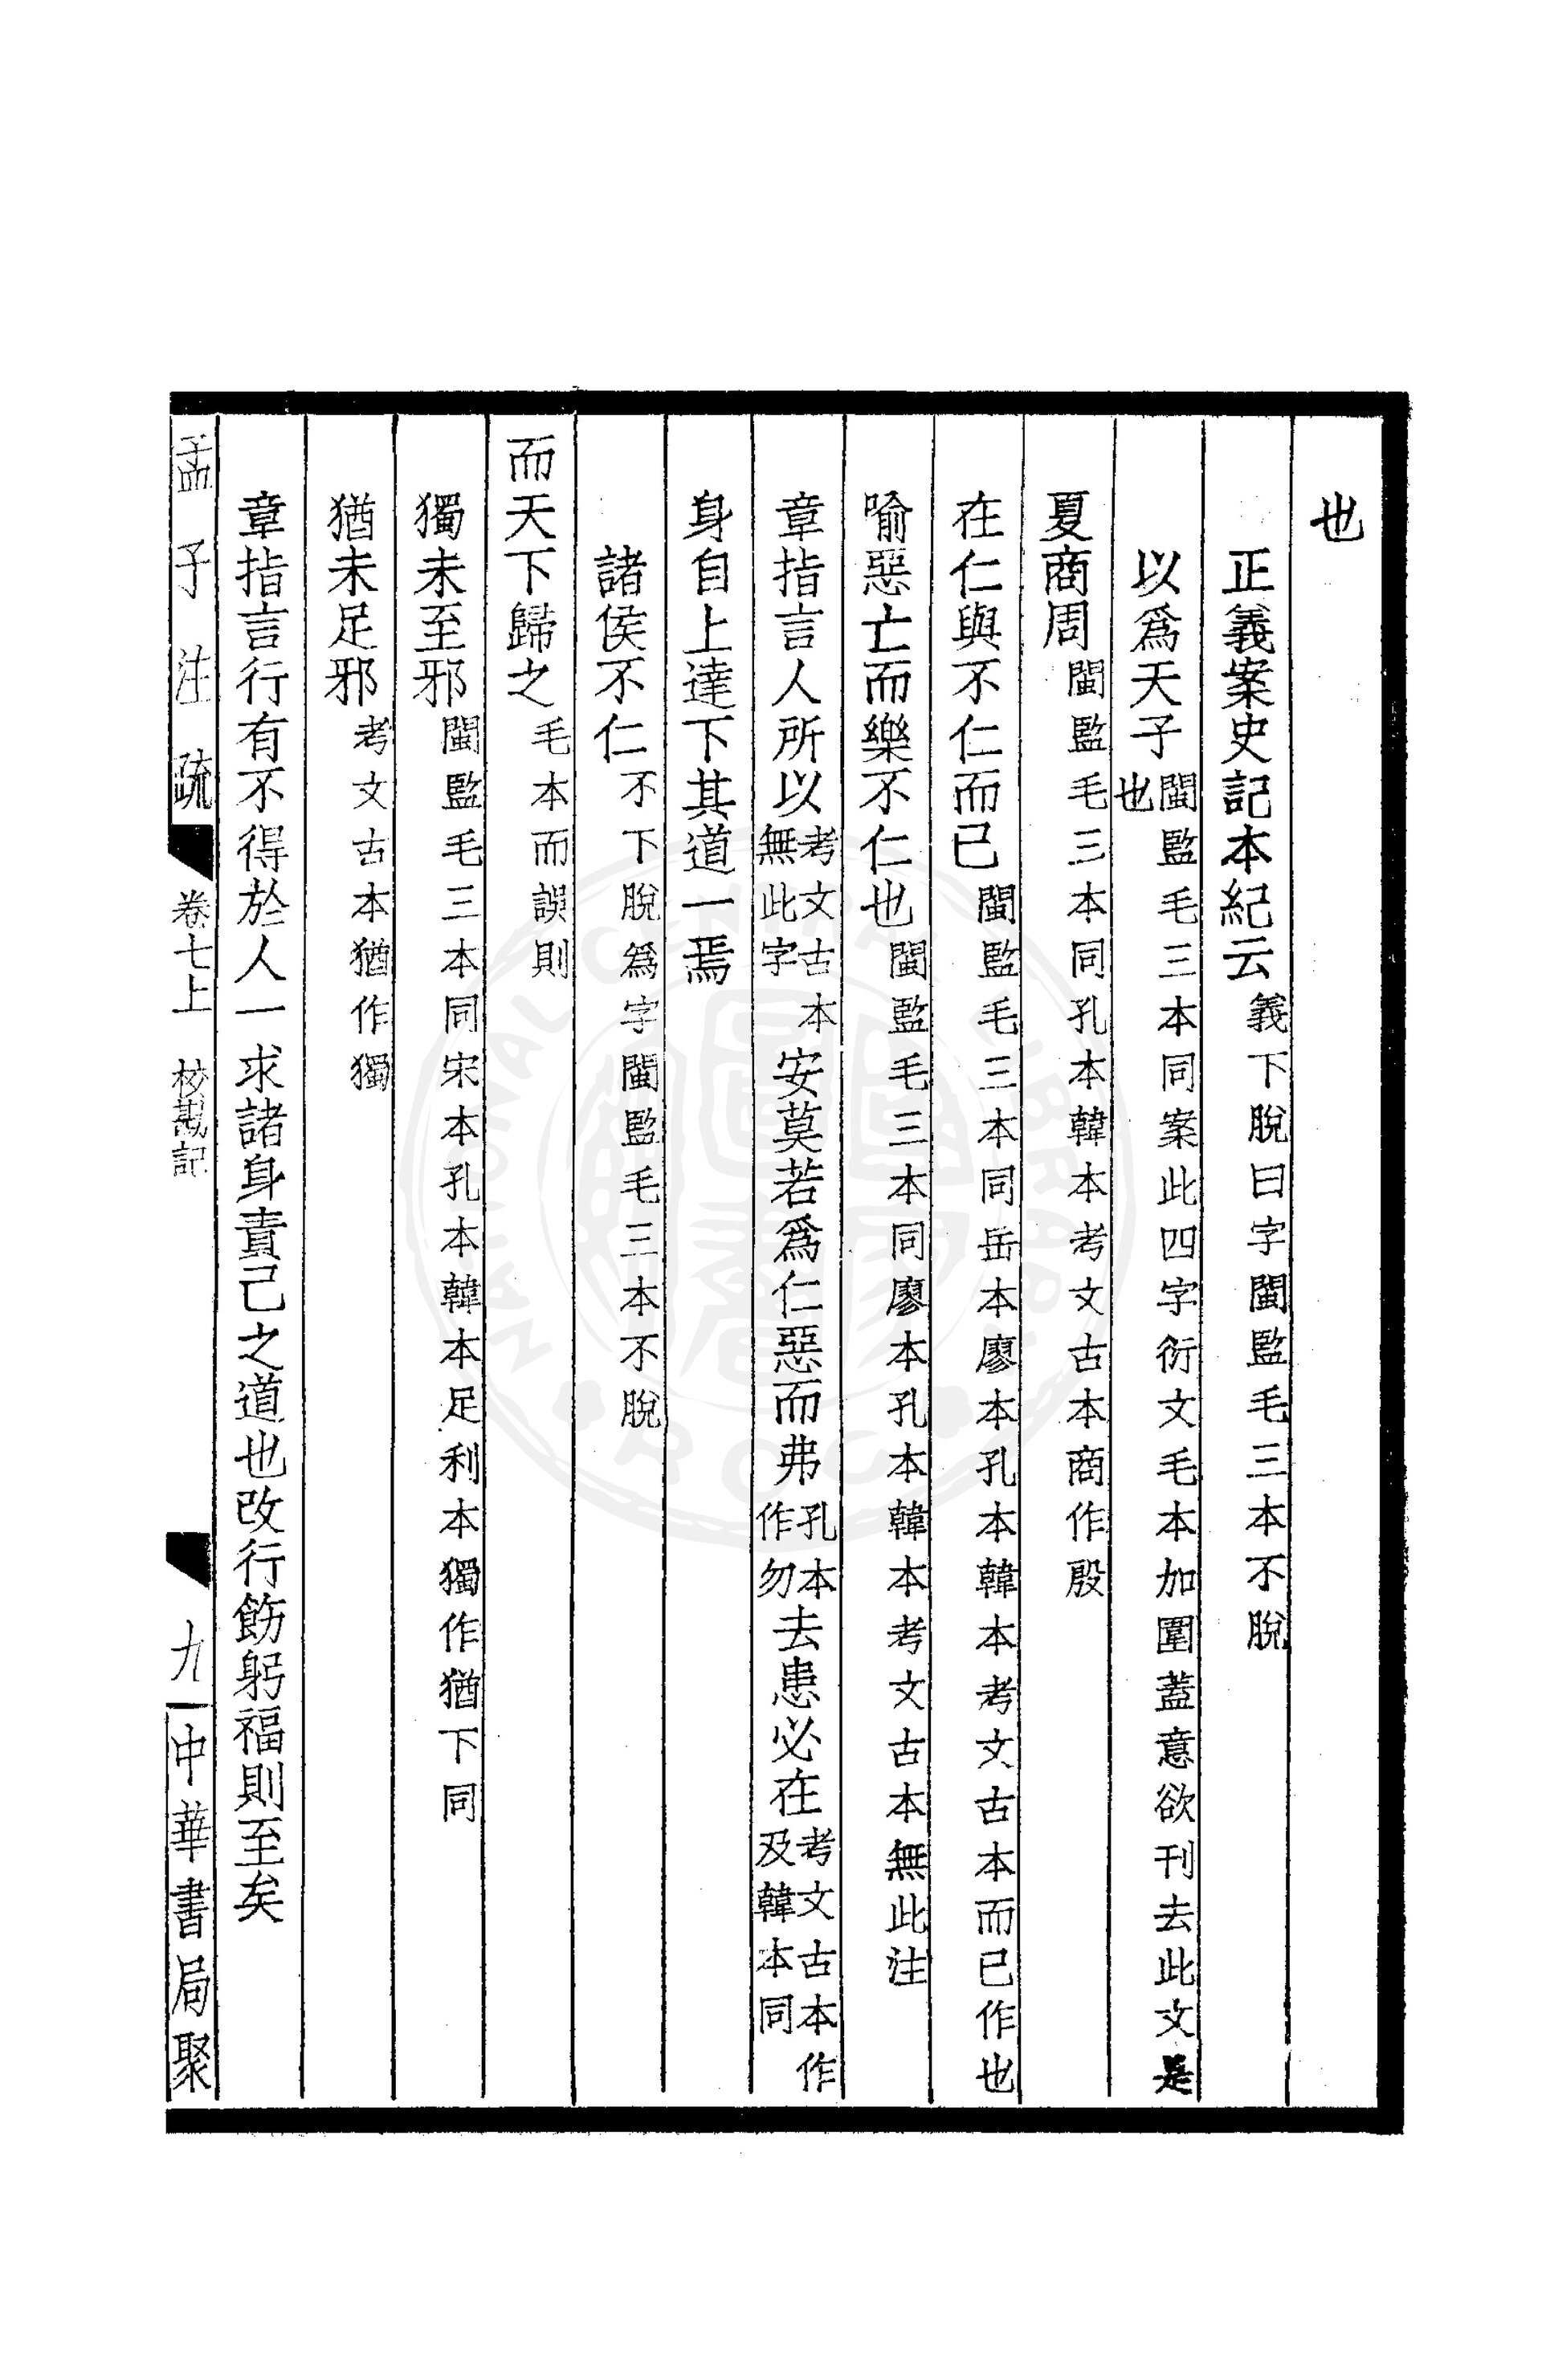 也
正義案史記本紀云義下脫曰字閩監毛三本不脫
以爲天子閩監毛三本同案此四字衍文毛本加圍蓋意欲刊去此文是也
夏商周閩監毛三本同孔本韓本考文古本商作殷
在仁與不仁而已閩監毛三本同岳本廖本孔本韓本考文古本而已作也
喻惡亡而樂不仁也閩監毛三本同廖本孔本韓本考文古本無此注
章指言人所以考文古本無此字安莫若爲仁惡而弗孔本作勿去患必在考文古本作及韓本同
身自上達下其道一焉
諸侯不仁不下脫爲字閩監毛三本不脫
而天下歸之毛本而誤則
獨未至邪閩監毛三本同宋本孔本韓本足利本獨作猶下同
猶未足邪考文古本猶作獨
章指言行有不得於人一求諸身責己之道也改行飭躬福則至矣
孟子注疏 卷七上 校勘記 九 中華書局聚
NATIONAL CENTRAL LIBRARY R.O.C.